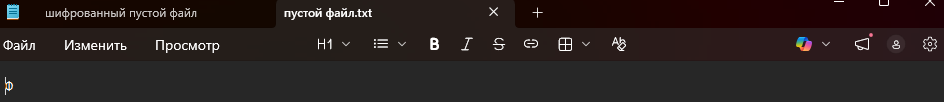 шифрованный пустой файл
пустой файл.txt
Файл Изменить Просмотр H1 B I S
Ф